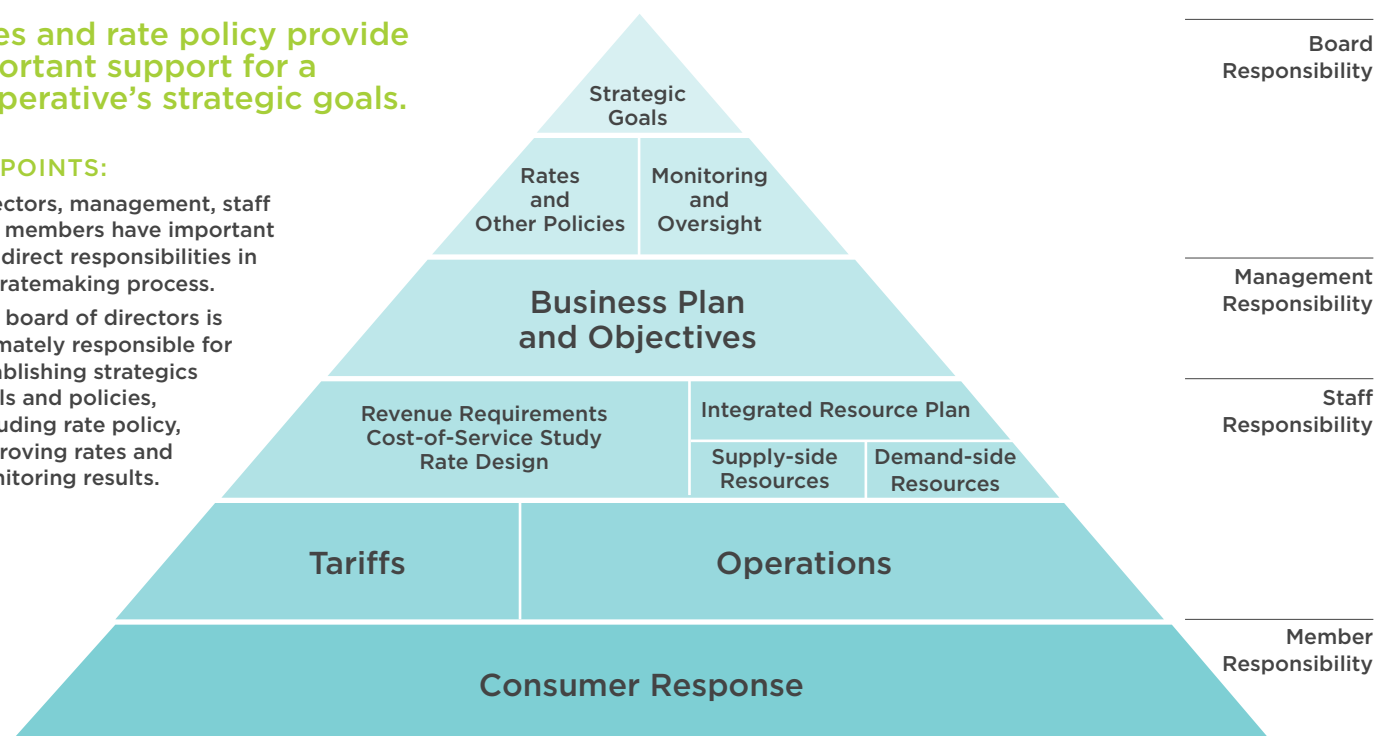 es and rate policy provide
ortant support for a
perative's strategic goals.
POINTS:
ectors, management, staff
members have important
direct responsibilities in
ratemaking process.
board of directors is
mately responsible for
ablishing strategics
ls and policies,
uding rate policy,
roving rates and
nitoring results.
Strategic
Goals
Rates
and
Other Policies
Monitoring
and
Oversight
Business Plan
and Objectives
Revenue Requirements
Cost-of-Service Study
Rate Design
Integrated Resource Plan
Supply-side
Resources
Demand-side
Resources
Tariffs
Operations
Consumer Response
Board
Responsibility
Management
Responsibility
Staff
Responsibility
Member
Responsibility